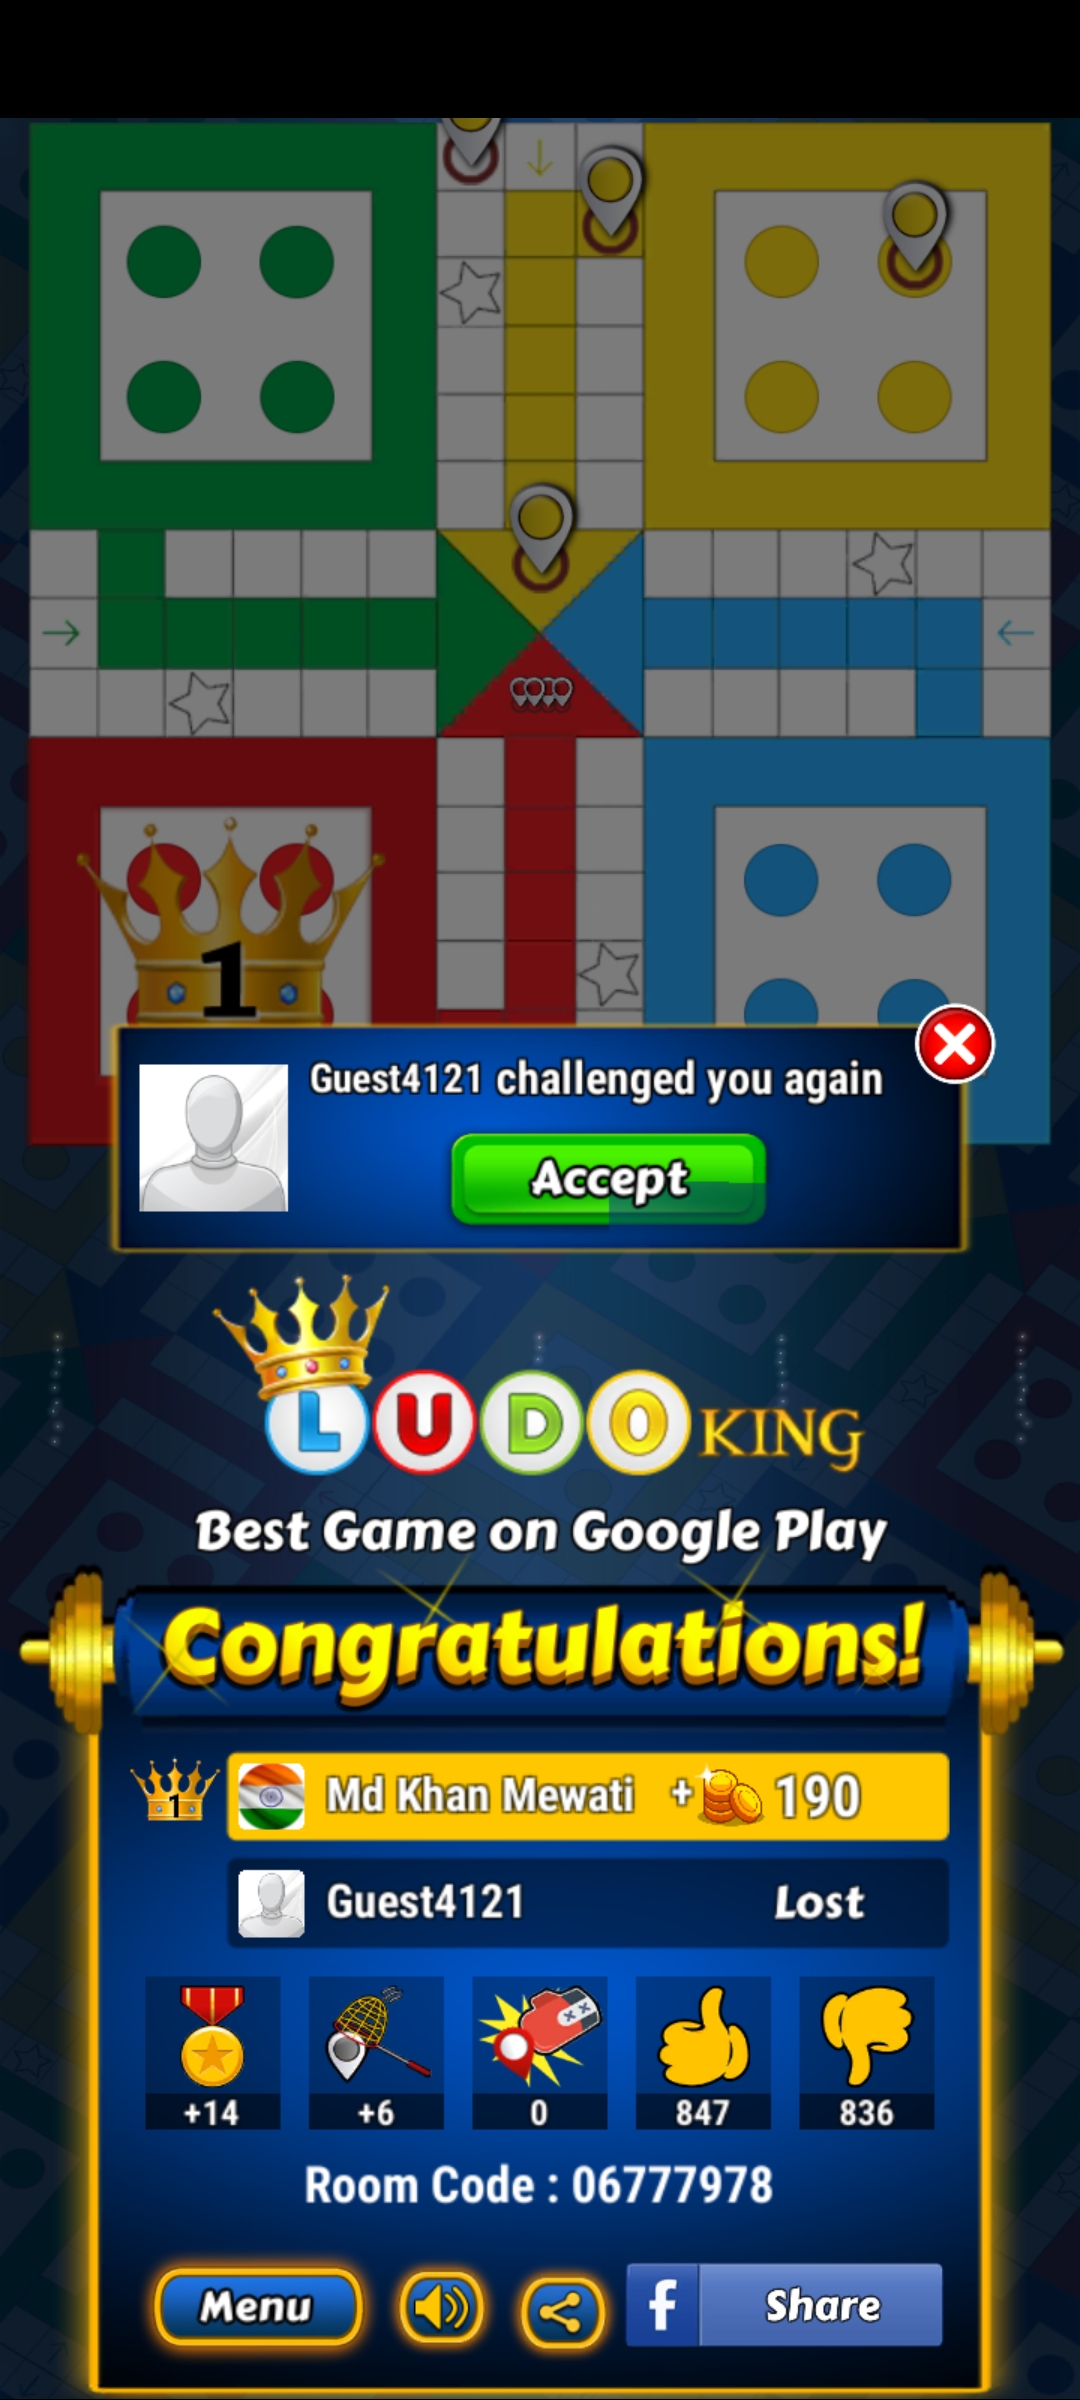 1
Guest4121 challenged you again
Accept
LUDO KING
Best Game on Google Play
Congratulations!
1 Md Khan Mewati + 190
Guest4121 Lost
+14 +6 0 847 836
Room Code : 06777978
Menu f Share